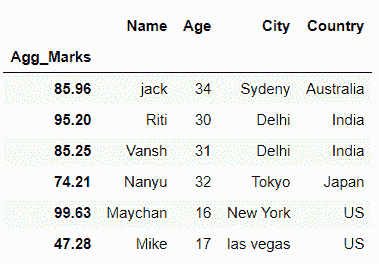 Name Age City Country
Agg_Marks
85.96 jack 34 Sydeny Australia
95.20 Riti 30 Delhi India
85.25 Vansh 31 Delhi India
74.21 Nanyu 32 Tokyo Japan
99.63 Maychan 16 New York US
47.28 Mike 17 las vegas US